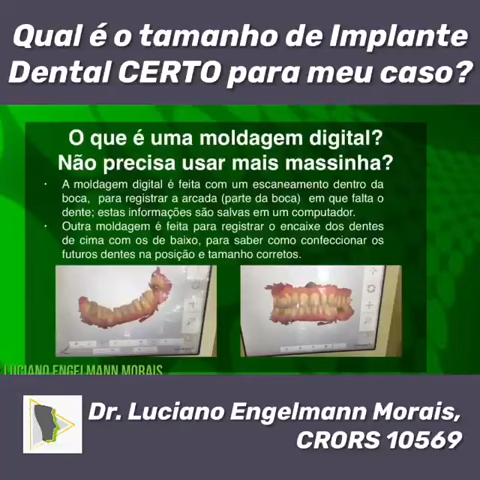 Qual é o tamanho de Implante
Dental CERTO para meu caso?
O que é uma moldagem digital?
Não precisa usar mais massinha?
· A moldagem digital é feita com um escaneamento dentro da
boca, para registrar a arcada (parte da boca) em que falta o
dente; estas informações são salvas em um computador.
· Outra moldagem é feita para registrar o encaixe dos dentes
de cima com os de baixo, para saber como confeccionar os
futuros dentes na posição e tamanho corretos.
LUCIANO ENGELMANN MORAIS
Dr. Luciano Engelmann Morais,
CRORS 10569